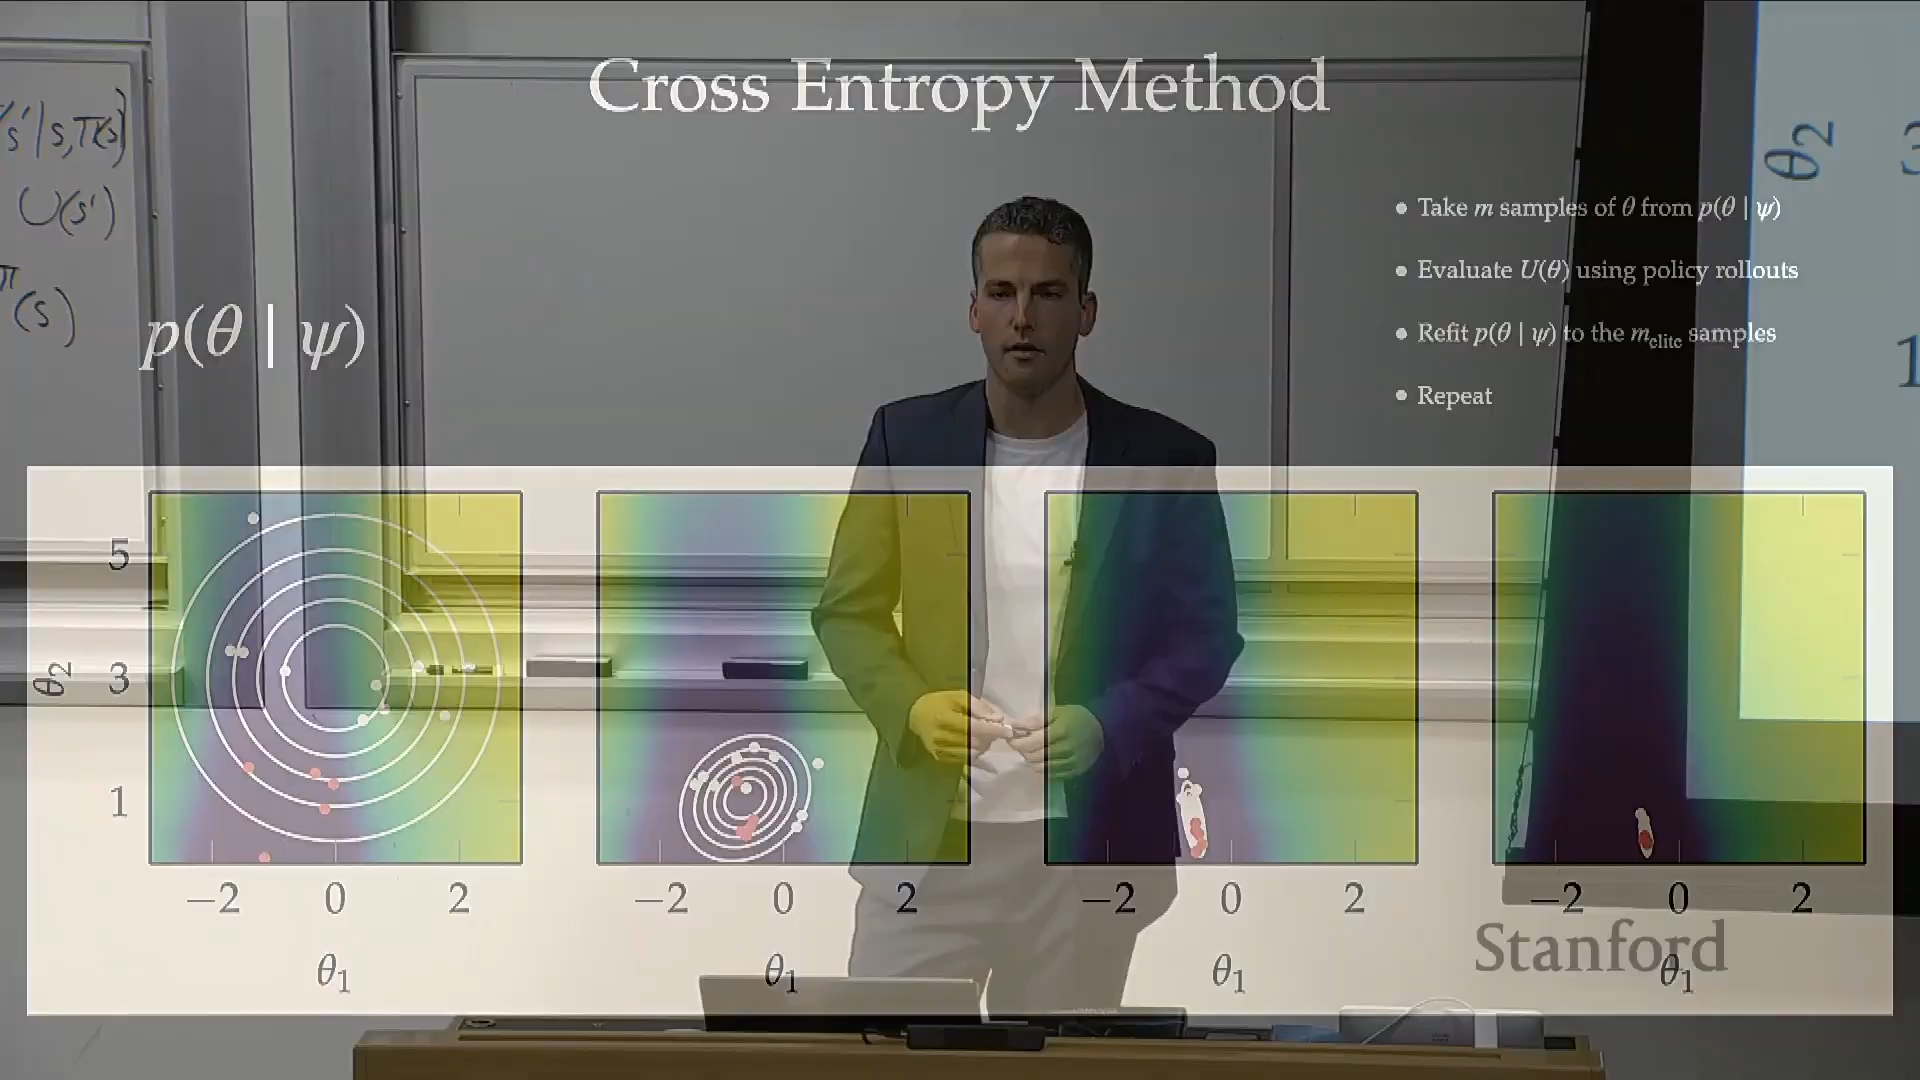 Cross Entropy Method
• Take m samples of θ from p(θ | ψ)
• Evaluate U(θ) using policy rollouts
• Refit p(θ | ψ) to the m_elite samples
• Repeat
s'|s,π(s)
U(s')
π
(s)
p(θ | ψ)
θ₂ 3
1
5
θ₂ 3
1
−2 0 2 −2 0 2 −2 0 2 −2 0 2
θ₁ θ₁ θ₁ θ₁
Stanford